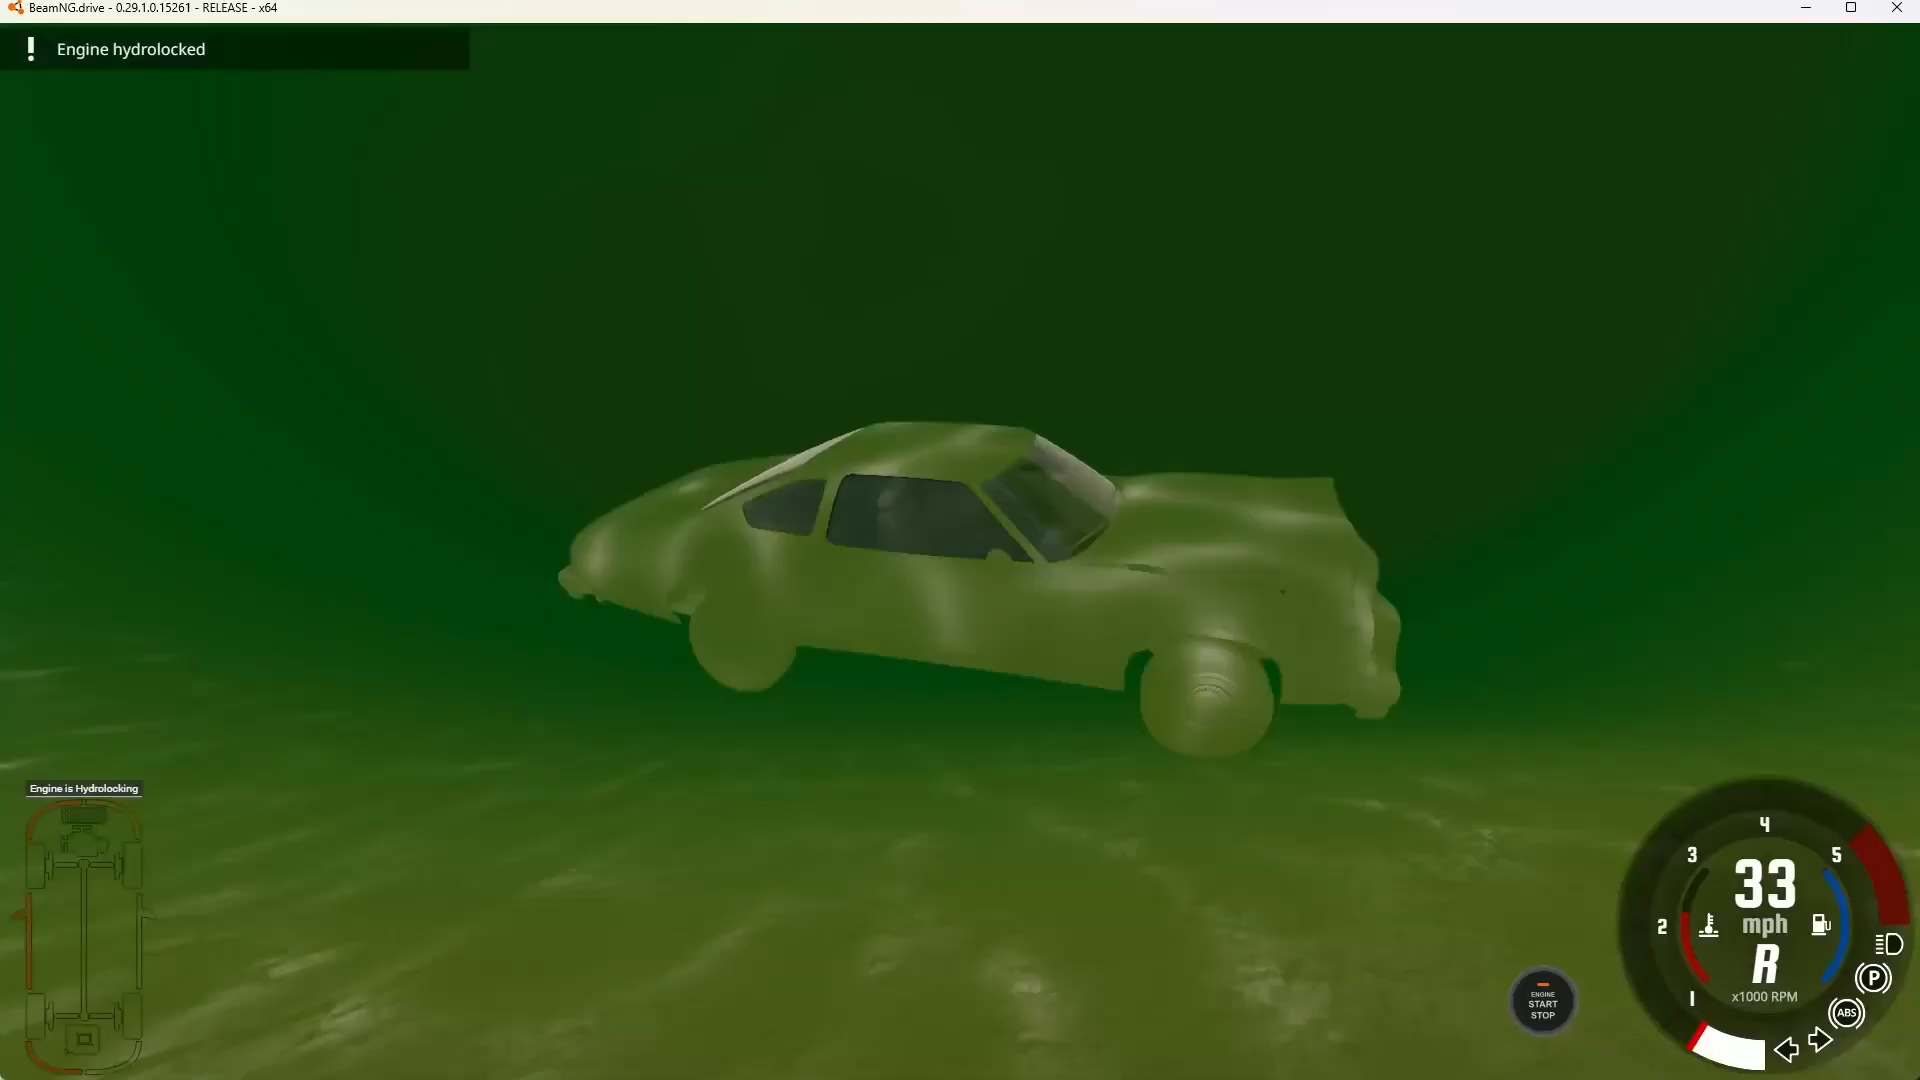 BeamNG.drive - 0.29.1.0.15261 - RELEASE - x64
Engine hydrolocked
Engine is Hydrolocking
4
3
5
33
2
mph
R
1
x1000 RPM
P
ABS
ENGINE
START
STOP